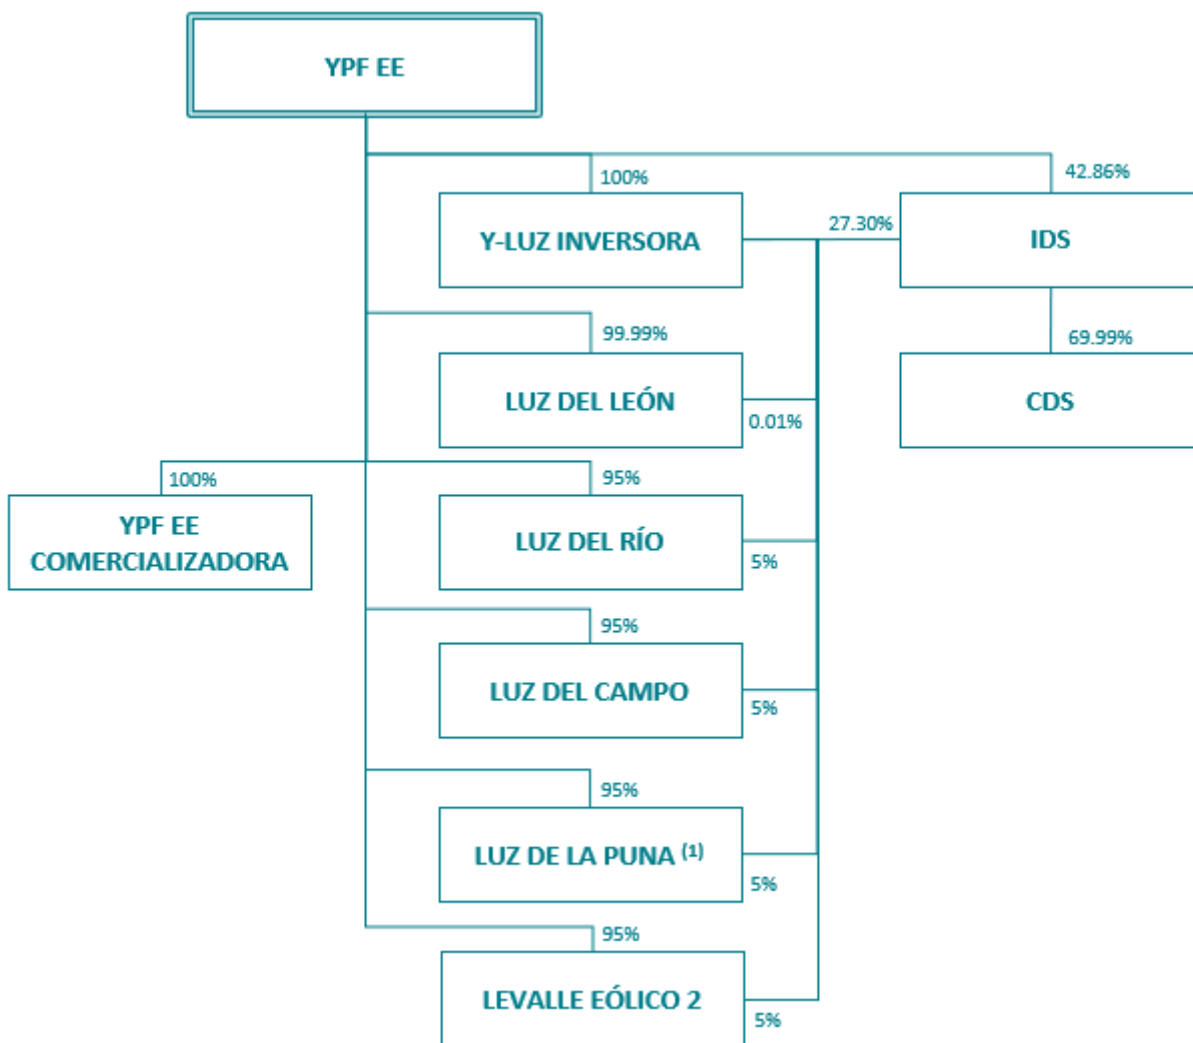 YPF EE
100%
42.86%
Y-LUZ INVERSORA
27.30%
IDS
99.99%
69.99%
LUZ DEL LEÓN
0.01%
CDS
100%
95%
YPF EE
COMERCIALIZADORA
LUZ DEL RÍO
5%
95%
LUZ DEL CAMPO
5%
95%
LUZ DE LA PUNA (1)
5%
95%
LEVALLE EÓLICO 2
5%